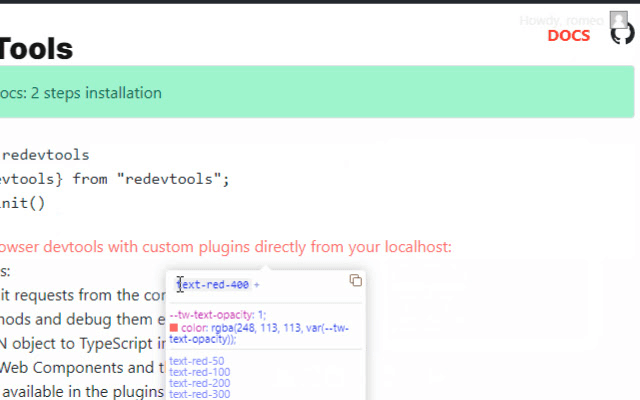 Howdy, romeo
Tools
DOCS
ocs: 2 steps installation
redevtools
evtools} from "redevtools";
nit()
owser devtools with custom plugins directly from your localhost:
s:
it requests from the con
nods and debug them e
N object to TypeScript in
Web Components and t
available in the plugins
text-red-400 +
--tw-text-opacity: 1;
color: rgba(248, 113, 113, var(--tw-
text-opacity));
text-red-50
text-red-100
text-red-200
text-red-300